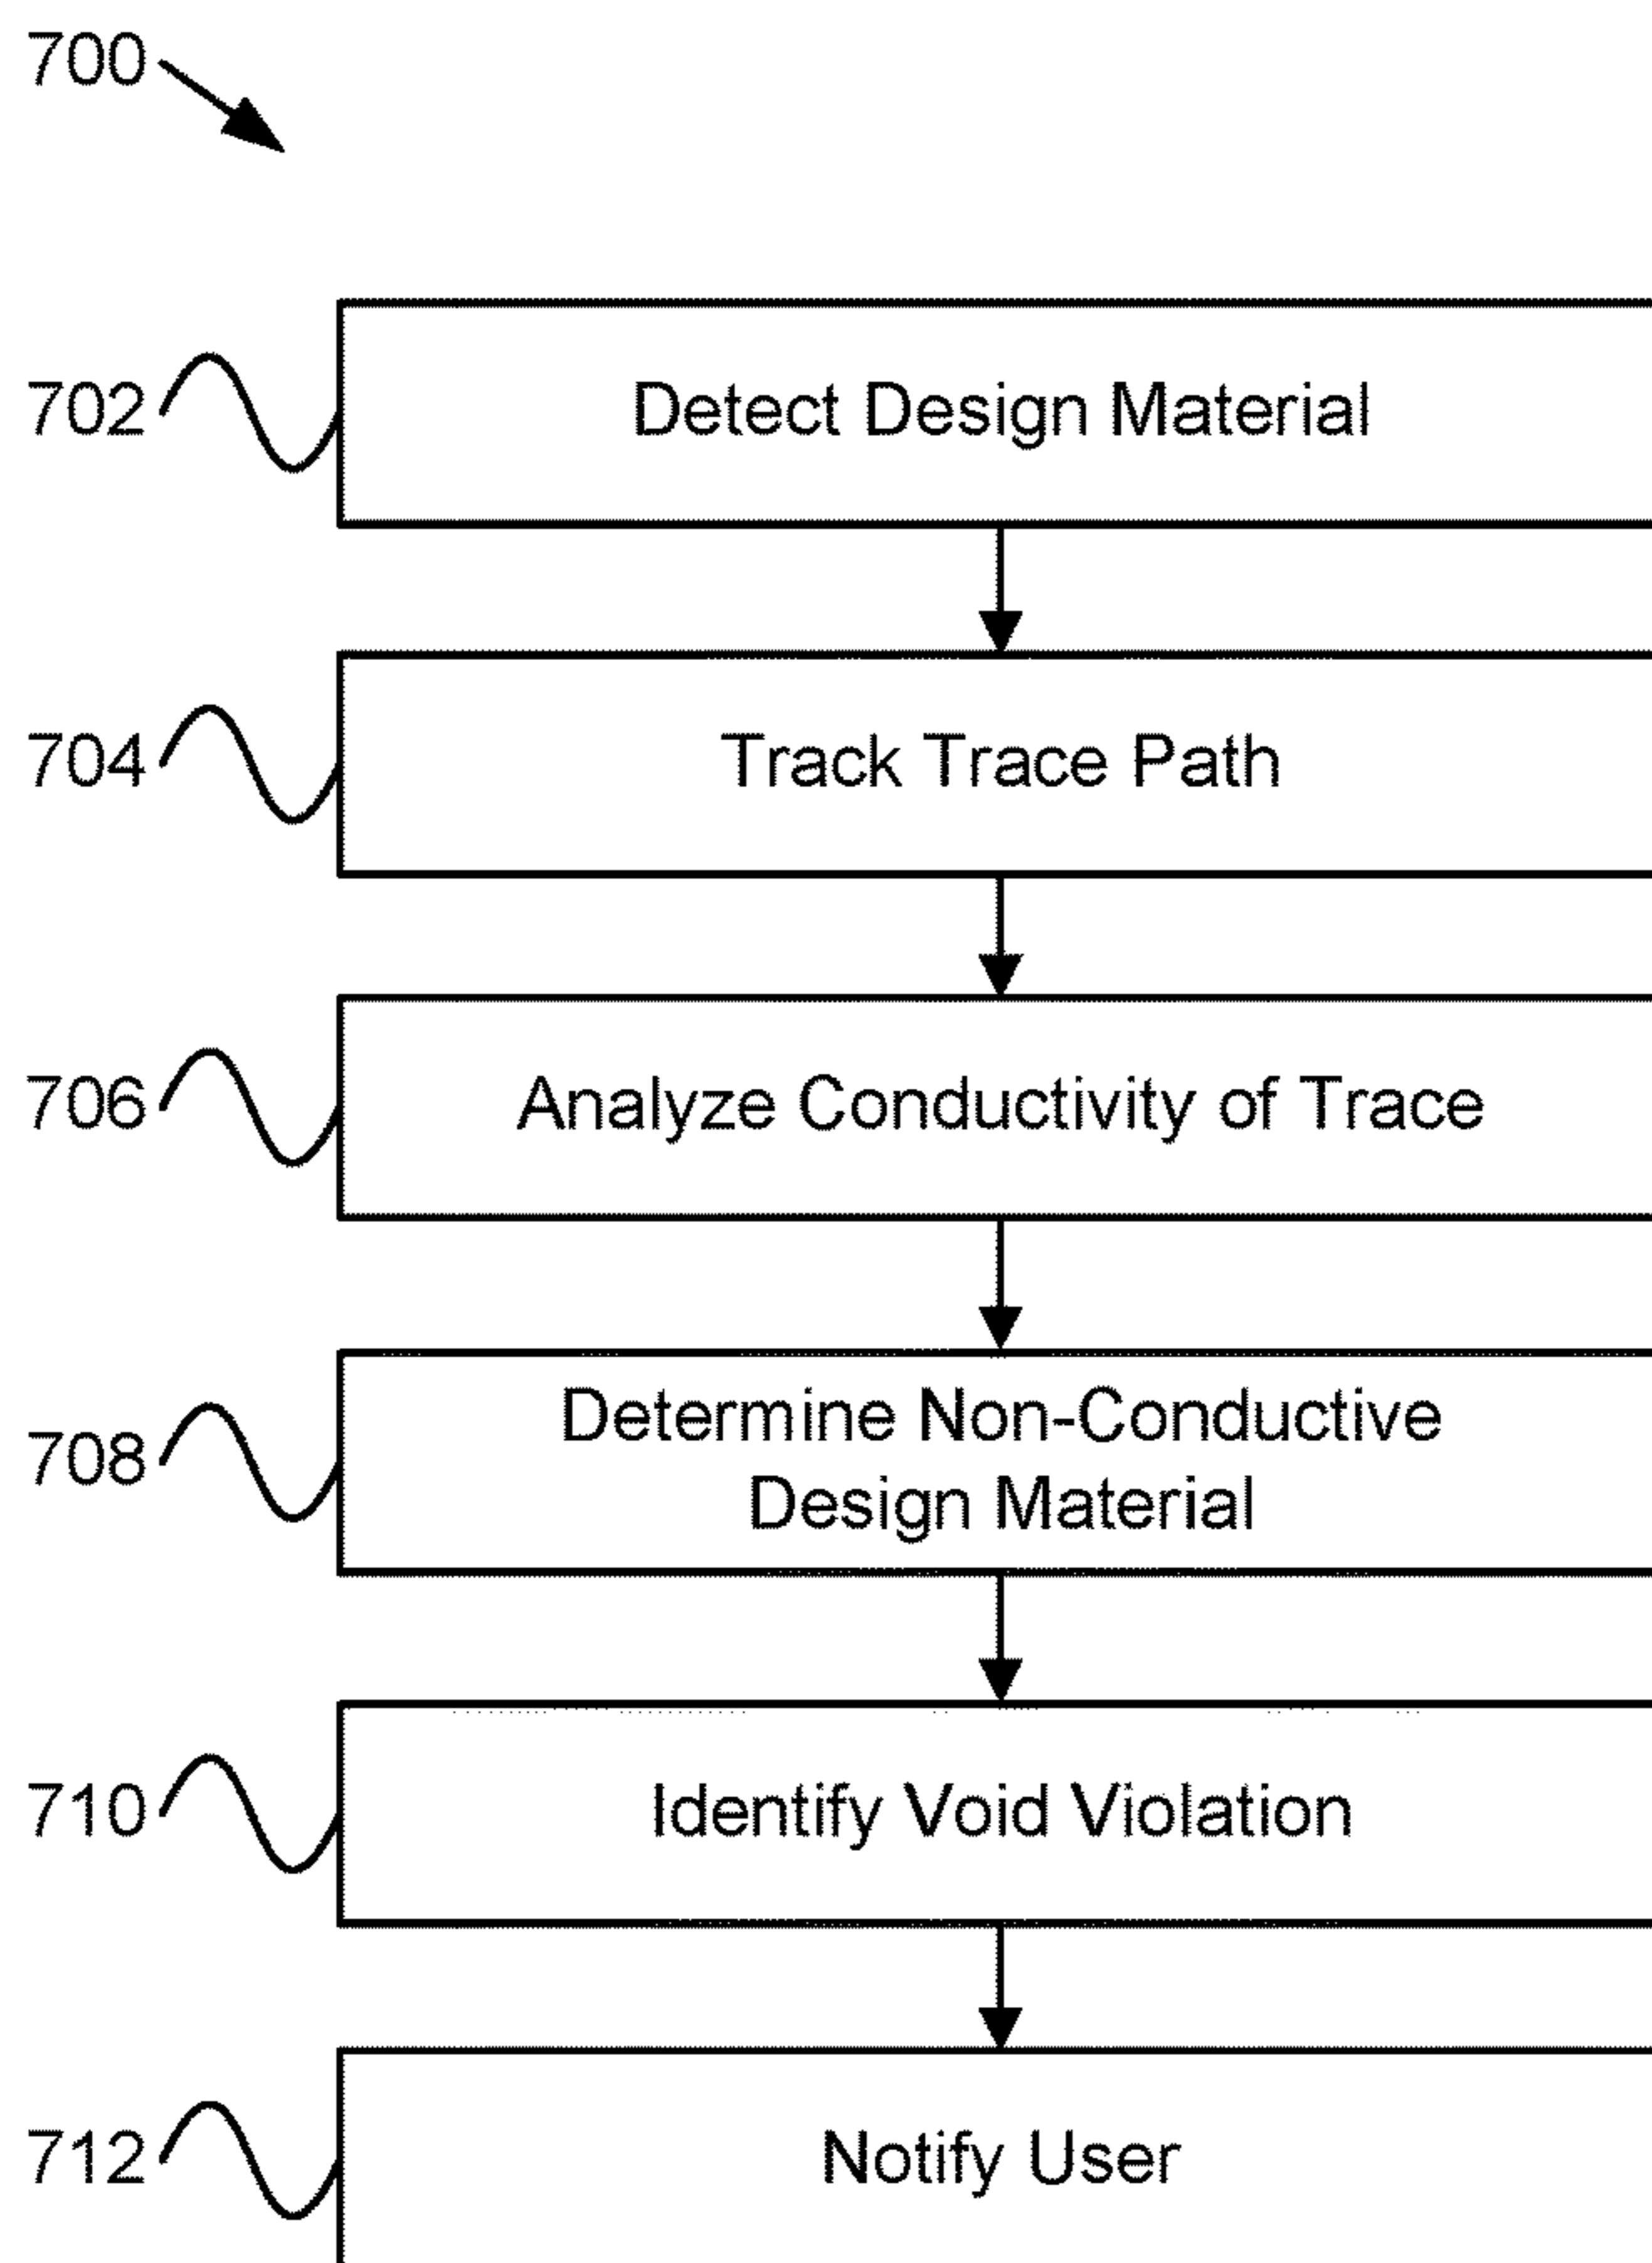 700
702 Detect Design Material
704 Track Trace Path
706 Analyze Conductivity of Trace
708 Determine Non-Conductive
Design Material
710 Identify Void Violation
712 Notify User